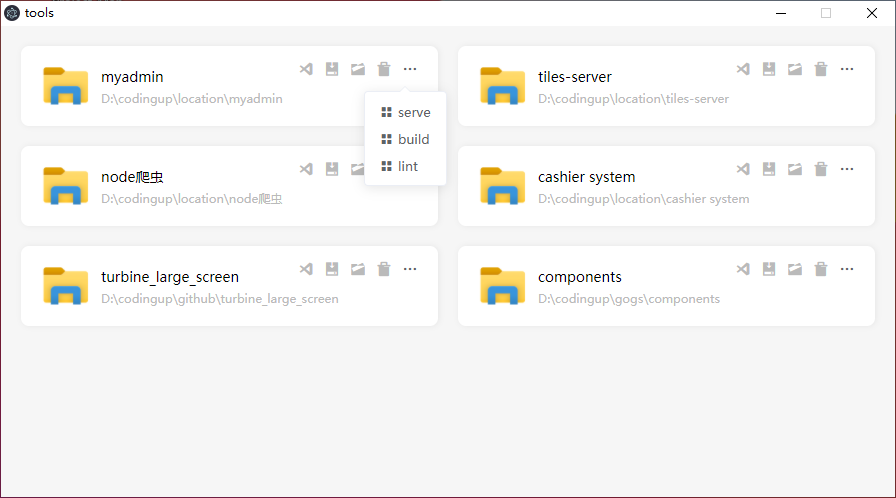 tools
myadmin
D:\codingup\location\myadmin
serve
build
lint
tiles-server
D:\codingup\location\tiles-server
node爬虫
D:\codingup\location\node爬虫
cashier system
D:\codingup\location\cashier system
turbine_large_screen
D:\codingup\github\turbine_large_screen
components
D:\codingup\gogs\components